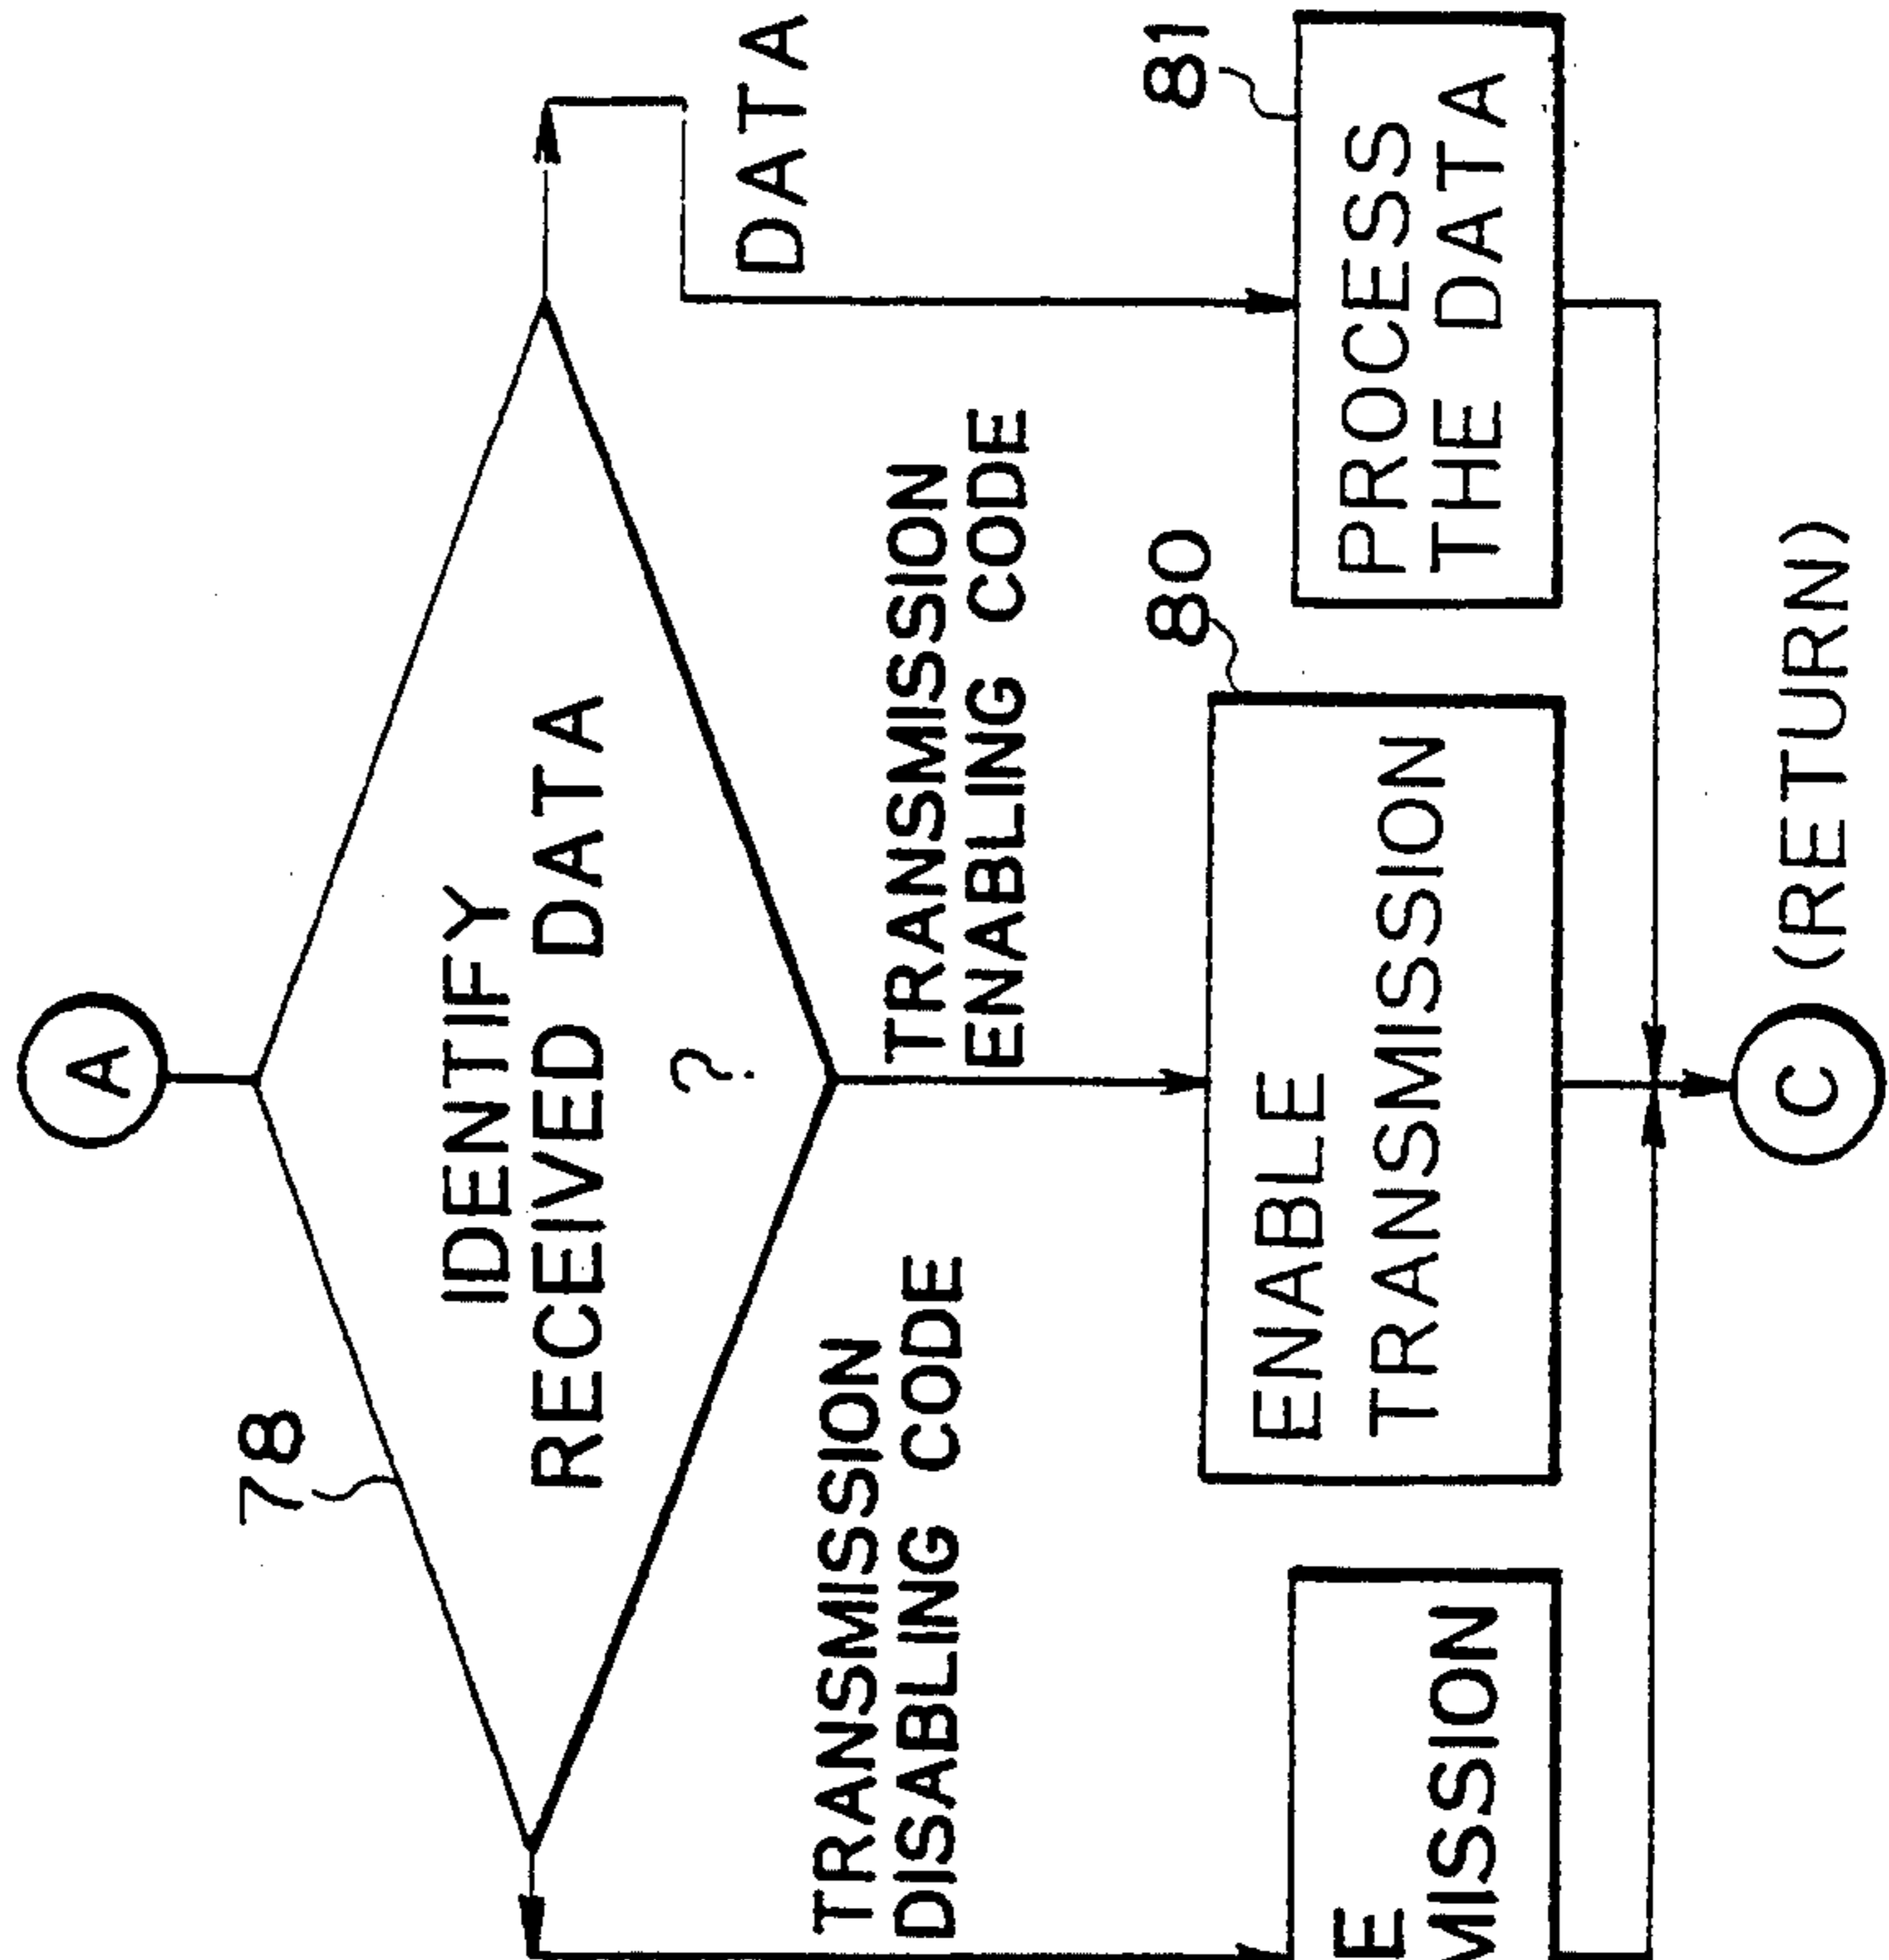 A
78
IDENTIFY
RECEIVED DATA
?
DATA
TRANSMISSION
DISABLING CODE
TRANSMISSION
ENABLING CODE
80
81
ENABLE
TRANSMISSION
PROCESS
THE DATA
C (RETURN)